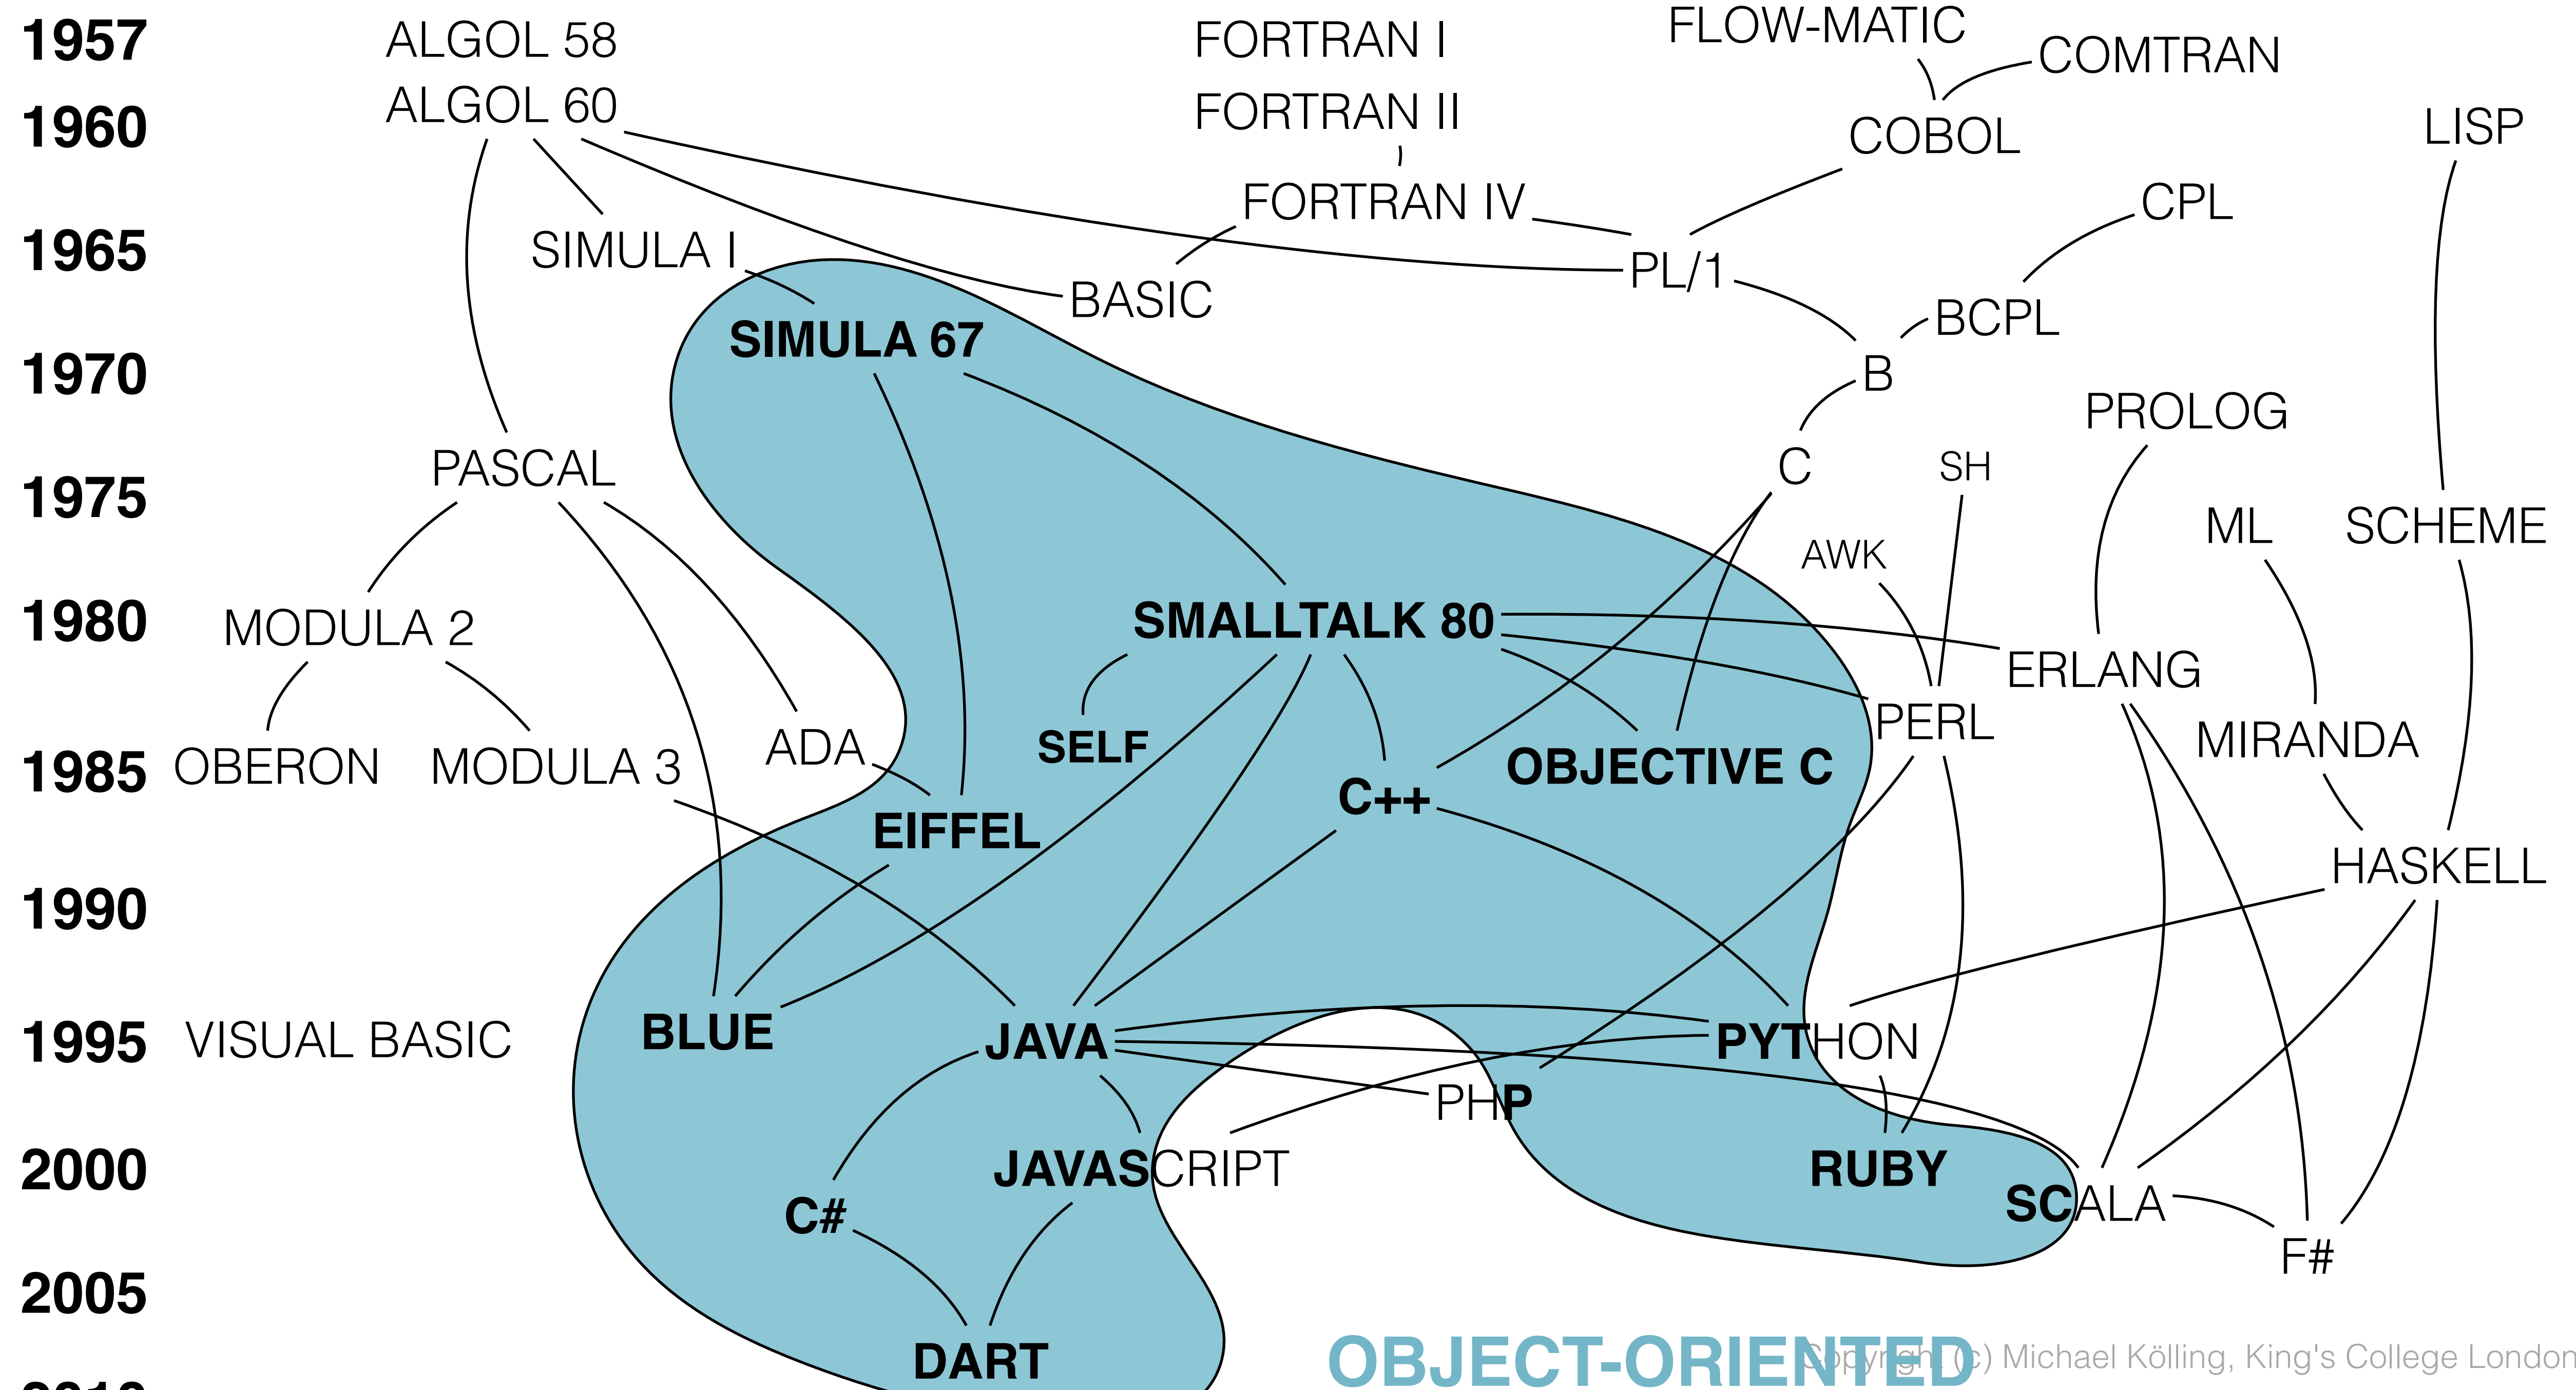 1957
ALGOL 58
FORTRAN I
FLOW-MATIC
COMTRAN
1960
ALGOL 60
FORTRAN II
COBOL
LISP
FORTRAN IV
CPL
1965
SIMULA I
PL/1
BASIC
BCPL
SIMULA 67
1970
B
PROLOG
PASCAL
C
SH
1975
ML
SCHEME
AWK
1980
MODULA 2
SMALLTALK 80
ERLANG
PERL
ADA
SELF
MIRANDA
1985
OBERON
MODULA 3
OBJECTIVE C
C++
EIFFEL
HASKELL
1990
BLUE
1995
VISUAL BASIC
JAVA
PYTHON
PHP
2000
JAVASCRIPT
RUBY
SCALA
C#
F#
2005
DART
OBJECT-ORIENTED
Copyright (c) Michael Kölling, King's College London